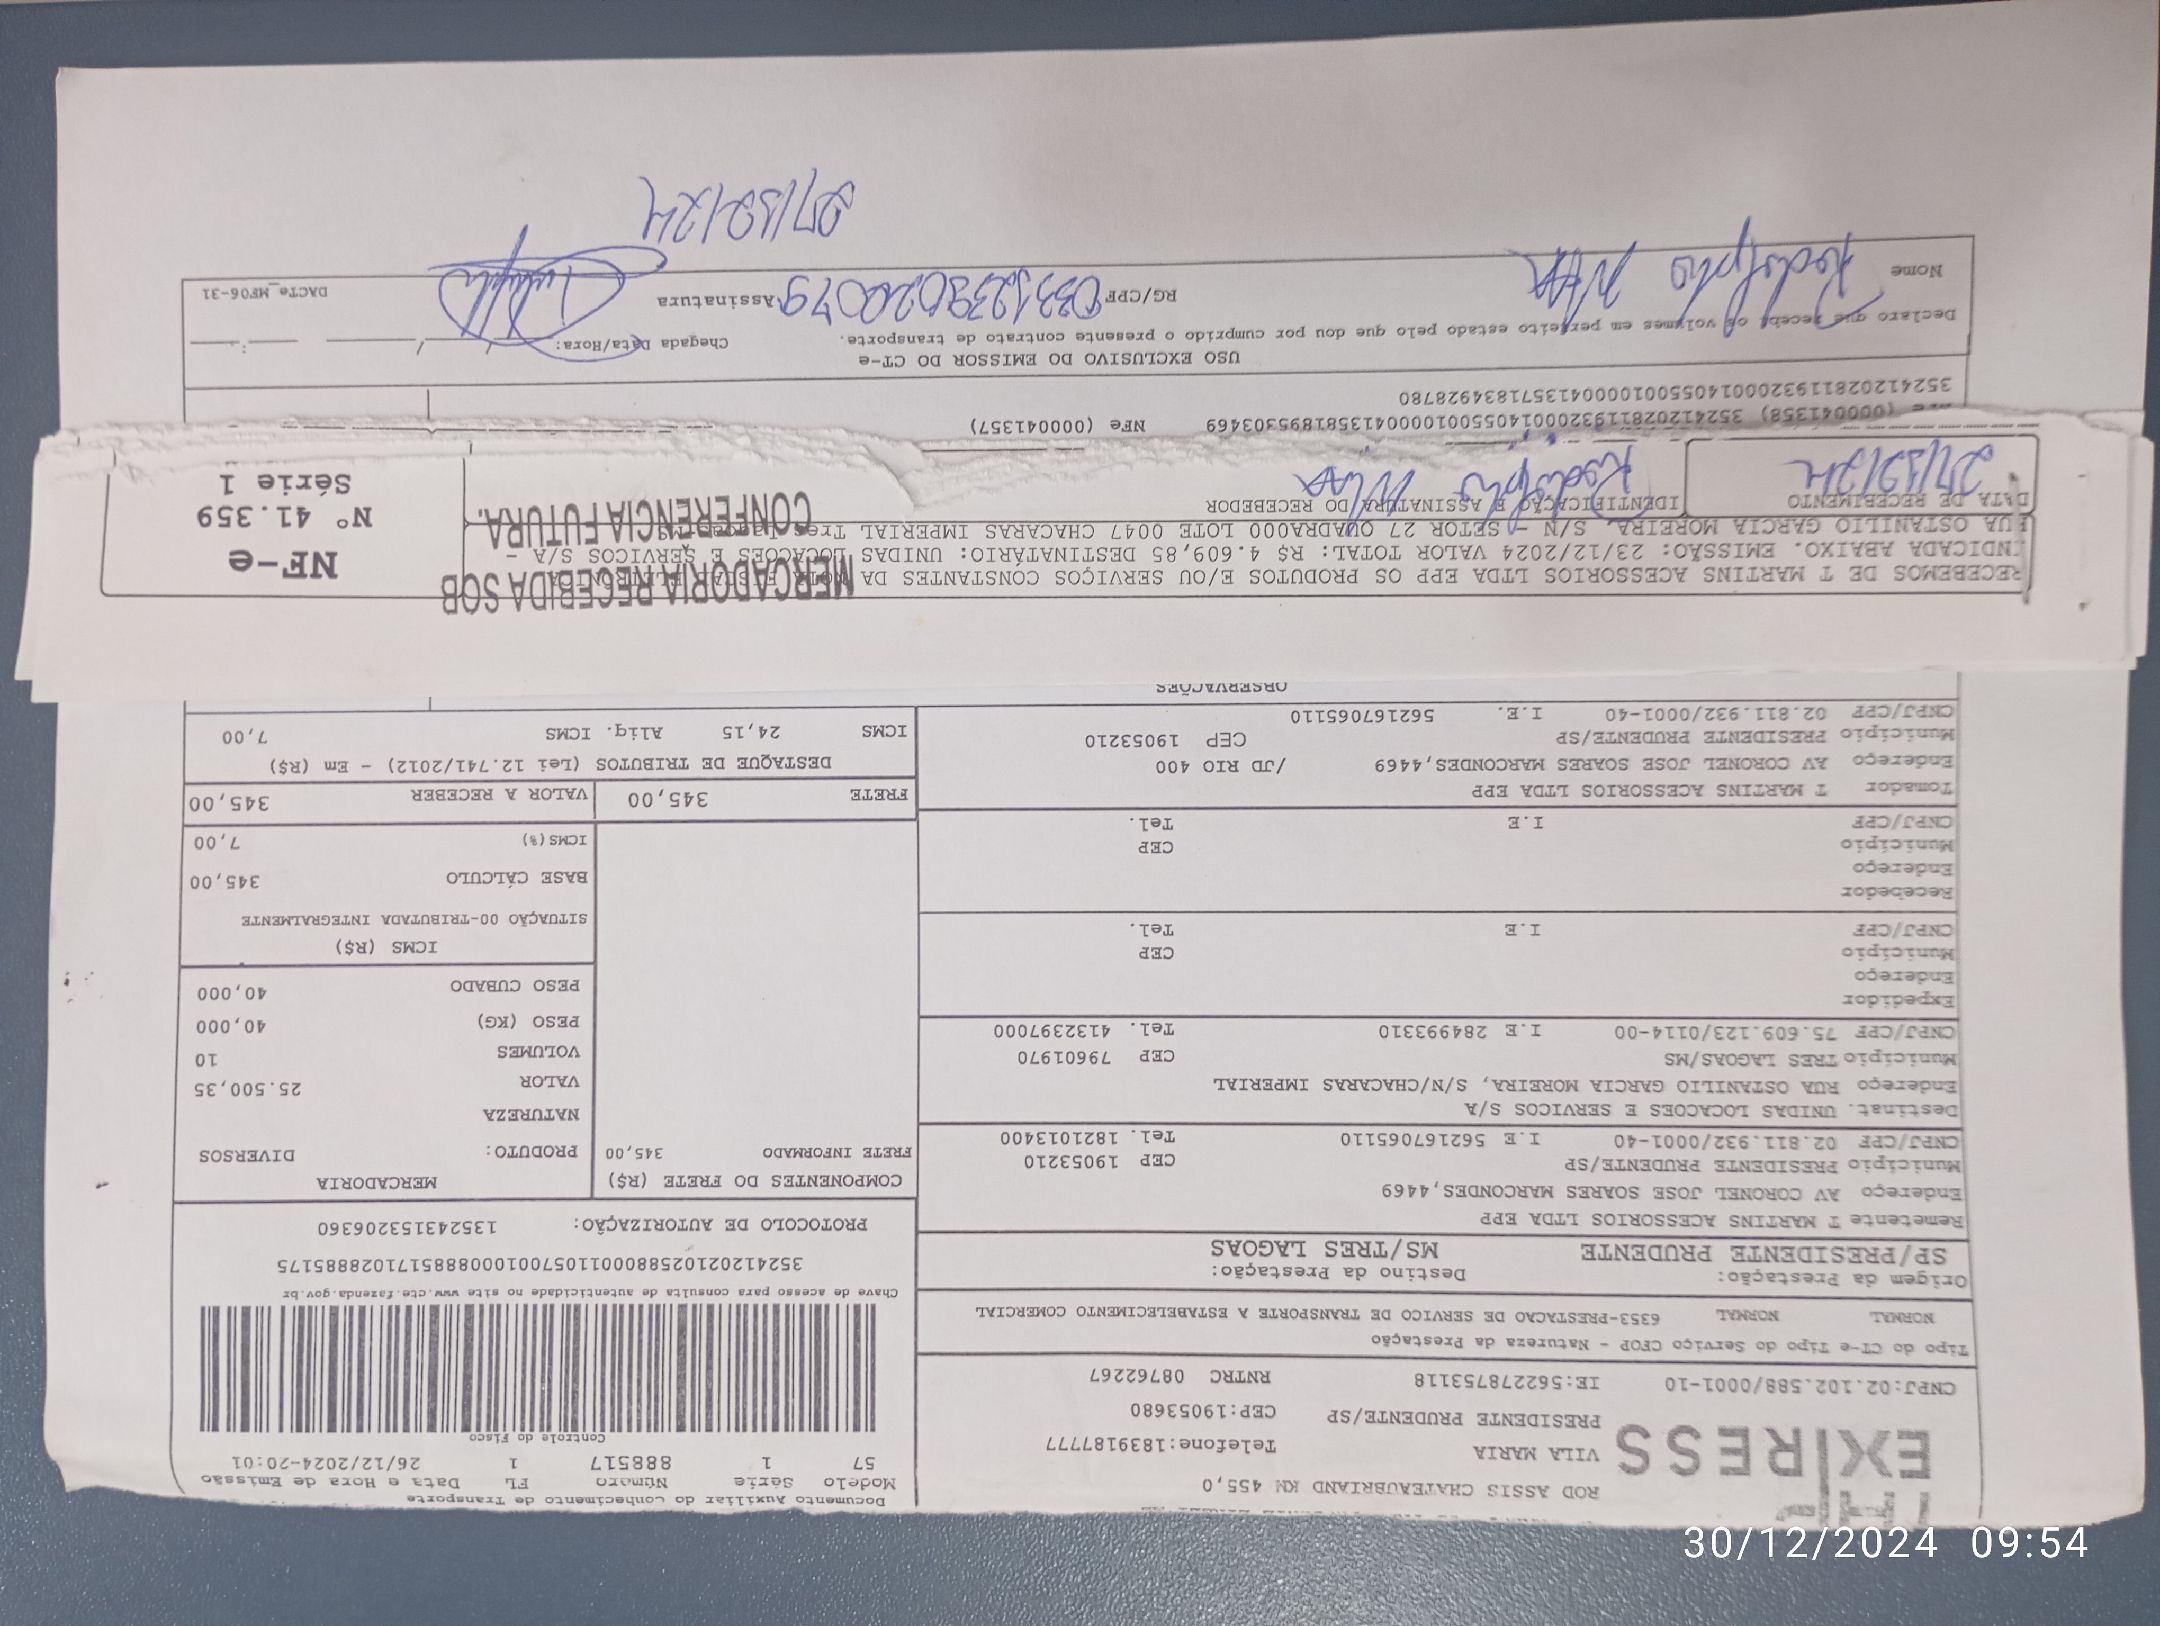 EXPRESS
ROD ASSIS CHATEAUBRIAND KM 455,0
VILA MARIA Telefone:1839187777
PRESIDENTE PRUDENTE/SP CEP:19053680
CNPJ:02.102.588/0001-10 IE:562278753118 RNTRC 08762267
Tipo do CT-e Tipo do Serviço CFOP - Natureza da Prestação
NORMAL NORMAL 6353-PRESTACAO DE SERVICO DE TRANSPORTE A ESTABELECIMENTO COMERCIAL
Origem da Prestação: Destino da Prestação:
SP/PRESIDENTE PRUDENTE MS/TRES LAGOAS
Documento Auxiliar do Conhecimento de Transporte
Modelo Série Número FL Data e Hora de Emissão
57 1 888517 1 26/12/2024-20:01
Controle do Fisco
Chave de acesso para consulta de autenticidade no site www.cte.fazenda.gov.br
35241202102588000110570010008885171028885175
PROTOCOLO DE AUTORIZAÇÃO: 135243153206360
Remetente T MARTINS ACESSORIOS LTDA EPP
Endereço AV CORONEL JOSE SOARES MARCONDES,4469
Município PRESIDENTE PRUDENTE/SP CEP 19053210
CNPJ/CPF 02.811.932/0001-40 I.E 562167065110 Tel. 1821013400
Destinat. UNIDAS LOCACOES E SERVICOS S/A
Endereço RUA OSTANILIO GARCIA MOREIRA, S/N/CHACARAS IMPERIAL
Município TRES LAGOAS/MS CEP 79601970
CNPJ/CPF 75.609.123/0114-00 I.E 284993310 Tel. 4132397000
Expedidor
Endereço
Município CEP
CNPJ/CPF I.E Tel.
Recebedor
Endereço
Município CEP
CNPJ/CPF I.E Tel.
Tomador T MARTINS ACESSORIOS LTDA EPP
Endereço AV CORONEL JOSE SOARES MARCONDES,4469 /JD RIO 400
Município PRESIDENTE PRUDENTE/SP CEP 19053210
CNPJ/CPF 02.811.932/0001-40 I.E. 562167065110
COMPONENTES DO FRETE (R$)
FRETE INFORMADO 345,00
MERCADORIA
PRODUTO: DIVERSOS
NATUREZA
VALOR 25.500,35
VOLUMES 10
PESO (KG) 40,000
PESO CUBADO 40,000
ICMS (R$)
SITUAÇÃO 00-TRIBUTADA INTEGRALMENTE
BASE CÁLCULO 345,00
ICMS(%) 7,00
FRETE 345,00 VALOR A RECEBER 345,00
DESTAQUE DE TRIBUTOS (Lei 12.741/2012) - Em (R$)
ICMS 24,15 Aliq. ICMS 7,00
OBSERVAÇÕES
RECEBEMOS DE T MARTINS ACESSORIOS LTDA EPP OS PRODUTOS E/OU SERVIÇOS CONSTANTES DA NOTA FISCAL ELETRÔNICA
INDICADA ABAIXO. EMISSÃO: 23/12/2024 VALOR TOTAL: R$ 4.609,85 DESTINATÁRIO: UNIDAS LOCACOES E SERVICOS S/A -
RUA OSTANILIO GARCIA MOREIRA, S/N - SETOR 27 QUADRA000 LOTE 0047 CHACARAS IMPERIAL Tres Lagoas-MS
MERCADORIA RECEBIDA SOB
CONFERÊNCIA FUTURA.
DATA DE RECEBIMENTO IDENTIFICAÇÃO E ASSINATURA DO RECEBEDOR
27/12/24 Rodolpho
NF-e
Nº 41.359
Série 1
NFe (000041358) 35241202811932000140550010000413581895303469 NFe (000041357)
35241202811932000140550010000413571834928780
USO EXCLUSIVO DO EMISSOR DO CT-e
Declaro que recebi os volumes em perfeito estado pelo que dou por cumprido o presente contrato de transporte. Chegada Data/Hora: / / :
Nome Rodolpho RG/CPF Assinatura
DACTe_MF06-31
27/12/24
30/12/2024 09:54